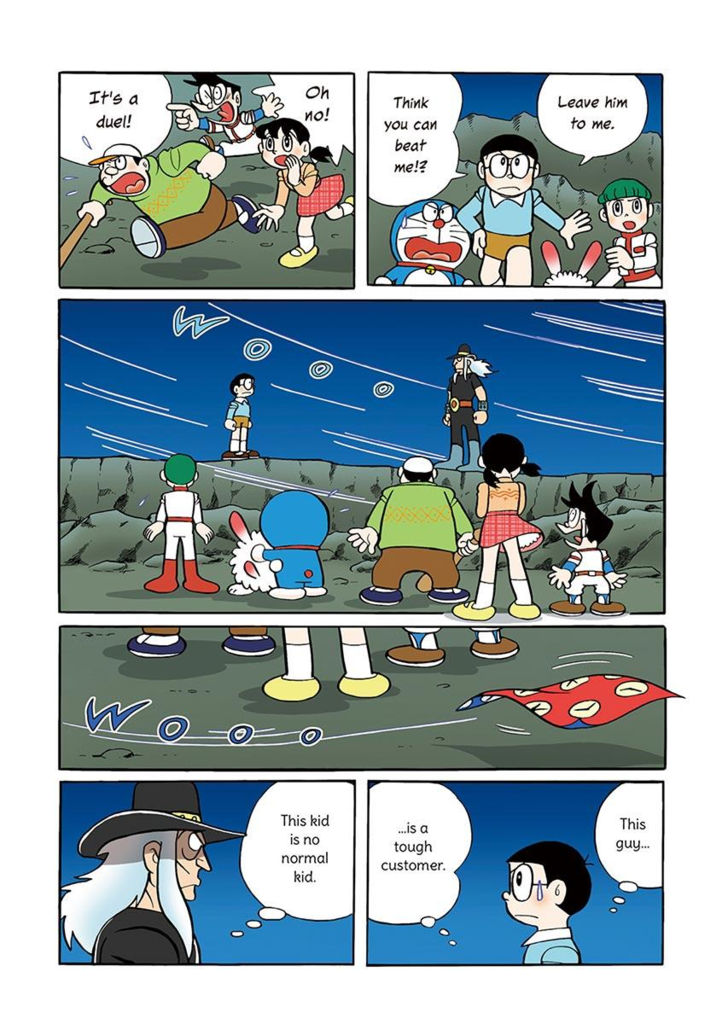 Leave him
to me.
Think
you can
beat
me!?
Oh
no!
It's a
duel!
Wooo
Wooo
This
guy...
...is a
tough
customer.
This kid
is no
normal
kid.